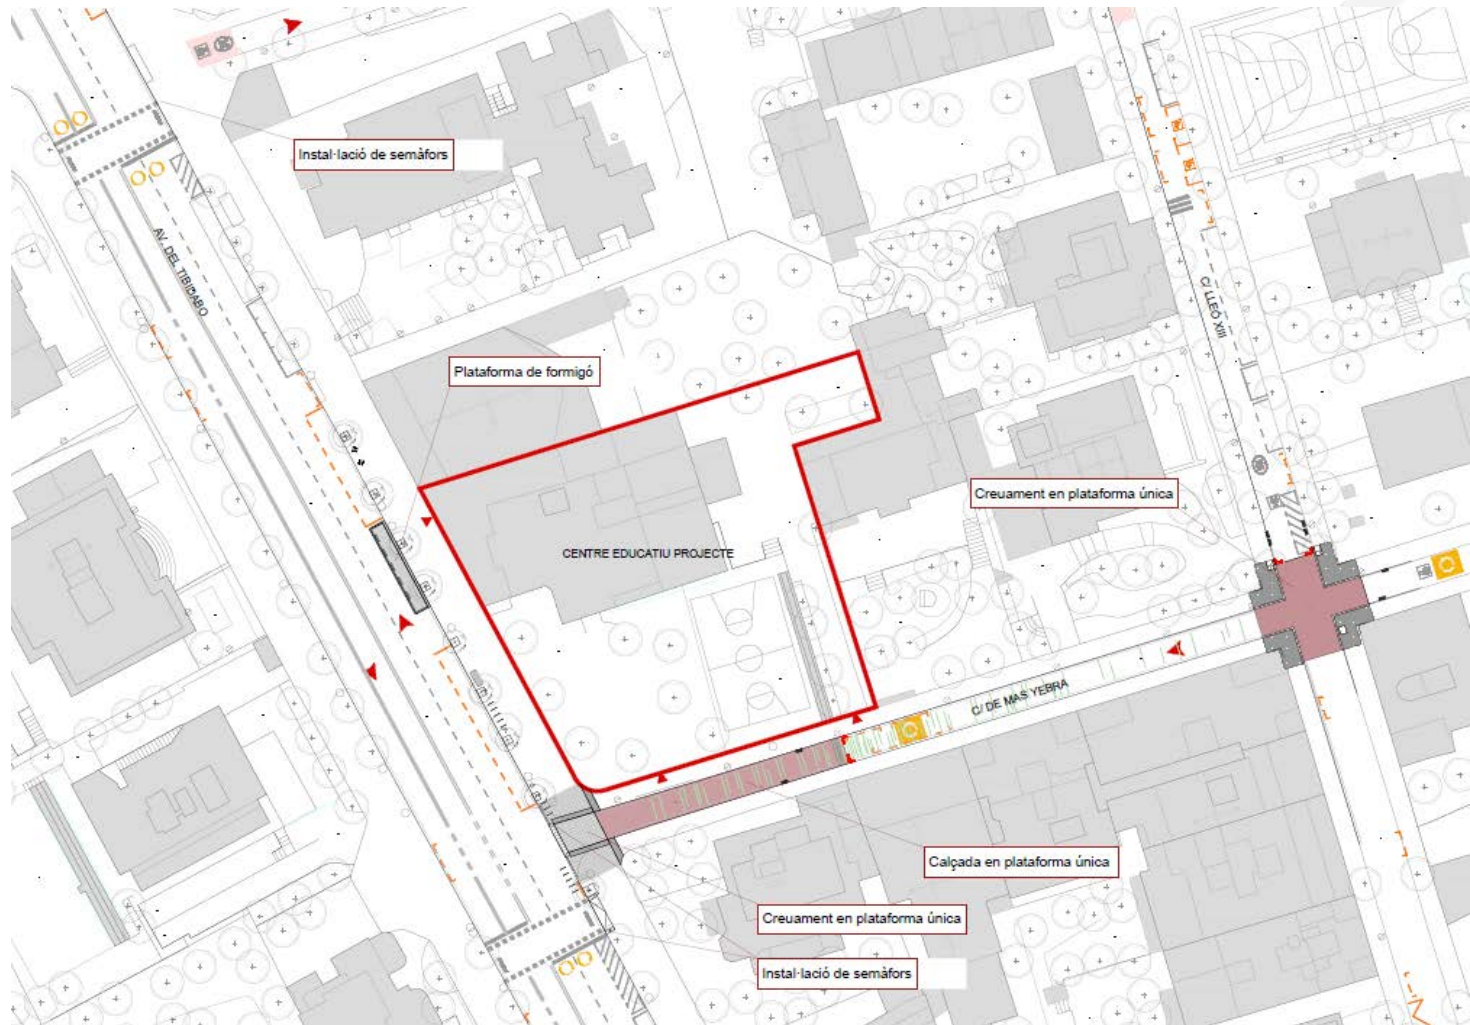 Instal·lació de semàfors
AV. DEL TIBIDABO
C/ LLEÓ XIII
Plataforma de formigó
Creuament en plataforma única
CENTRE EDUCATIU PROJECTE
C/ DE MAS YEBRA
Calçada en plataforma única
Creuament en plataforma única
Instal·lació de semàfors